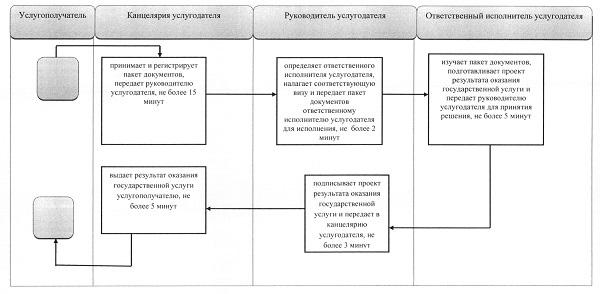 Услугополучатель
Канцелярия услугодателя
Руководитель услугодателя
Ответственный исполнитель услугодателя
принимает и регистрирует
пакет документов,
передает руководителю
услугодателя, не более 15
минут
определяет ответственного
исполнителя услугодателя,
налагает соответствующую
визу и передает пакет
документов
ответственному
исполнителю услугодателя
для исполнения, не более 2
минут
изучает пакет документов,
подготавливает проект
результата оказания
государственной услуги и
передает руководителю
услугодателя для принятия
решения, не более 5 минут
подписывает проект
результата оказания
государственной
услуги и передает в
канцелярию
услугодателя, не
более 3 минут
выдает результат оказания
государственной услуги
услугополучателю, не
более 5 минут